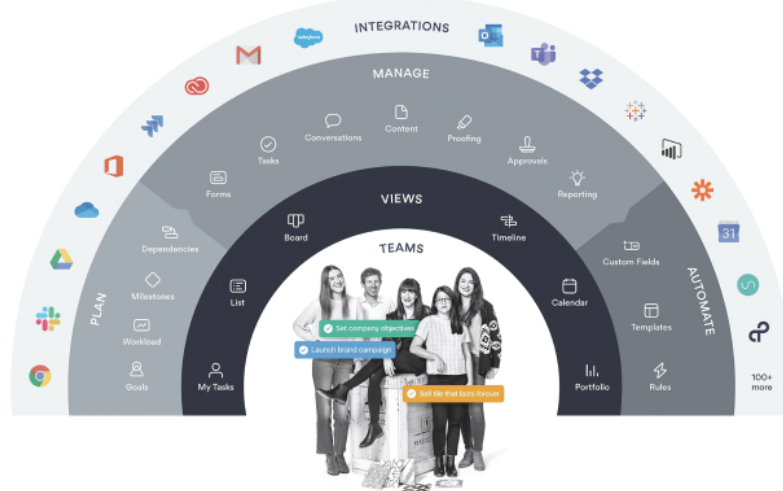 INTEGRATIONS
salesforce
31
100+
more
MANAGE
Forms
Tasks
Conversations
Content
Proofing
Approvals
Reporting
PLAN
Dependencies
Milestones
Workload
Goals
AUTOMATE
Custom Fields
Templates
Rules
VIEWS
My Tasks
List
Board
Timeline
Calendar
Portfolio
TEAMS
Set company objectives
Launch brand campaign
Sell tile that lasts forever